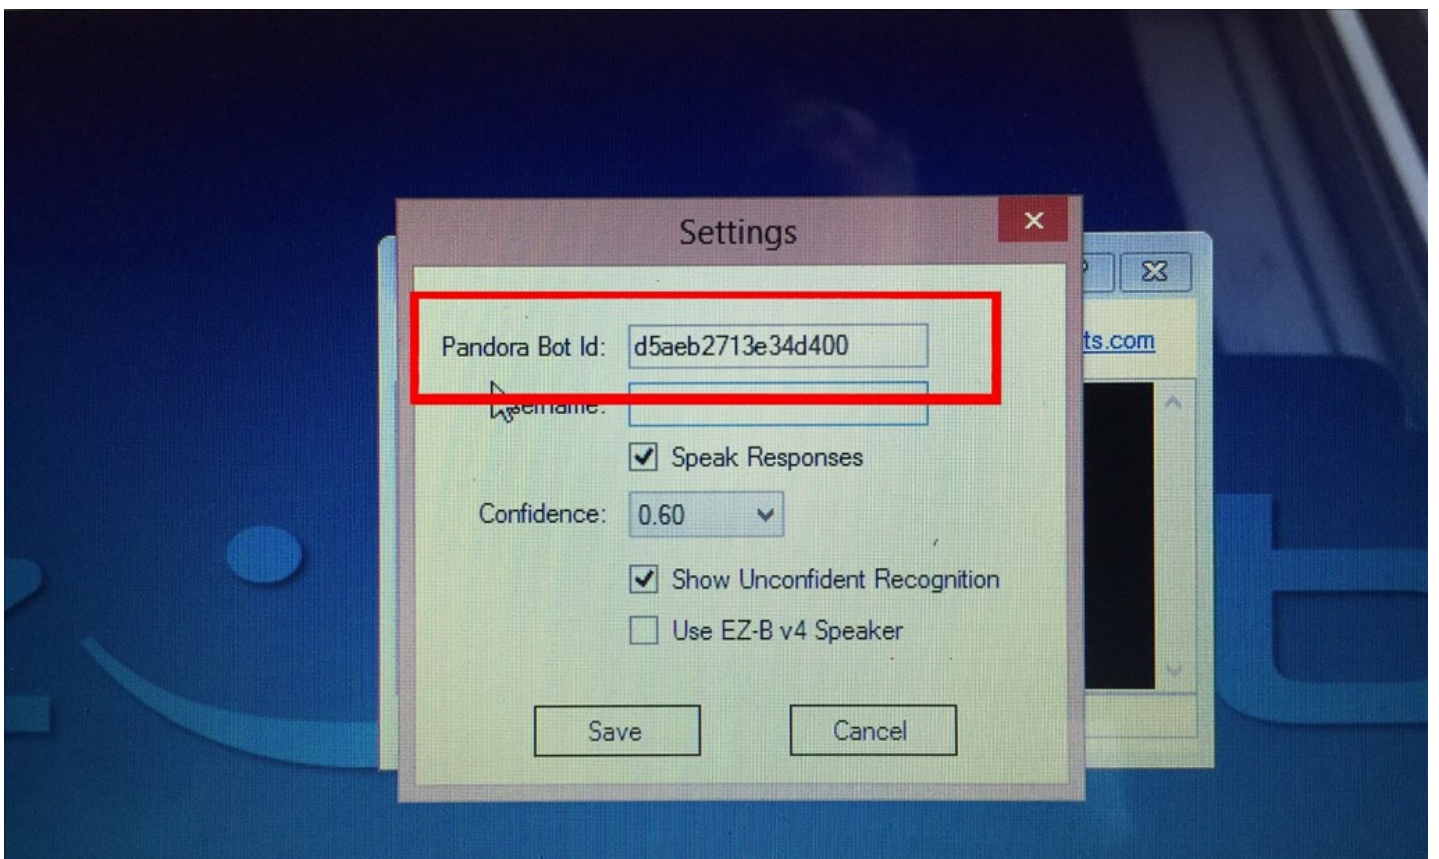 Settings
ts.com
Pandora Bot Id: d5aeb2713e34d400
Speak Responses
Confidence: 0.60
Show Unconfident Recognition
Use EZ-B v4 Speaker
Save Cancel